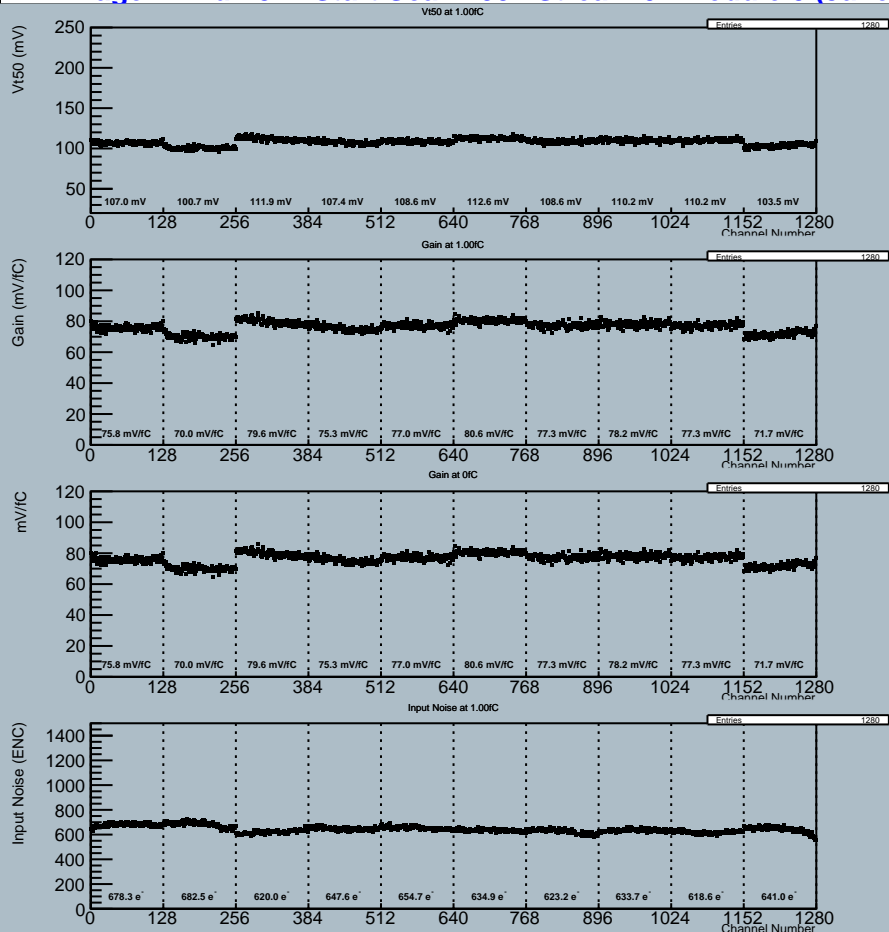 Vt50 at 1.00fC
Entries 1280
Vt50 (mV)
250
200
150
100
50
107.0 mV 100.7 mV 111.9 mV 107.4 mV 108.6 mV 112.6 mV 108.6 mV 110.2 mV 110.2 mV 103.5 mV
0 128 256 384 512 640 768 896 1024 1152 1280
Channel Number
Gain at 1.00fC
Entries 1280
Gain (mV/fC)
120
100
80
60
40
20
0
75.8 mV/fC 70.0 mV/fC 79.6 mV/fC 75.3 mV/fC 77.0 mV/fC 80.6 mV/fC 77.3 mV/fC 78.2 mV/fC 77.3 mV/fC 71.7 mV/fC
0 128 256 384 512 640 768 896 1024 1152 1280
Channel Number
Gain at 0fC
Entries 1280
mV/fC
120
100
80
60
40
20
0
75.8 mV/fC 70.0 mV/fC 79.6 mV/fC 75.3 mV/fC 77.0 mV/fC 80.6 mV/fC 77.3 mV/fC 78.2 mV/fC 77.3 mV/fC 71.7 mV/fC
0 128 256 384 512 640 768 896 1024 1152 1280
Channel Number
Input Noise at 1.00fC
Entries 1280
Input Noise (ENC)
1400
1200
1000
800
600
400
200
0
678.3 e⁻ 682.5 e⁻ 620.0 e⁻ 647.6 e⁻ 654.7 e⁻ 634.9 e⁻ 623.2 e⁻ 633.7 e⁻ 618.6 e⁻ 641.0 e⁻
0 128 256 384 512 640 768 896 1024 1152 1280
Channel Number